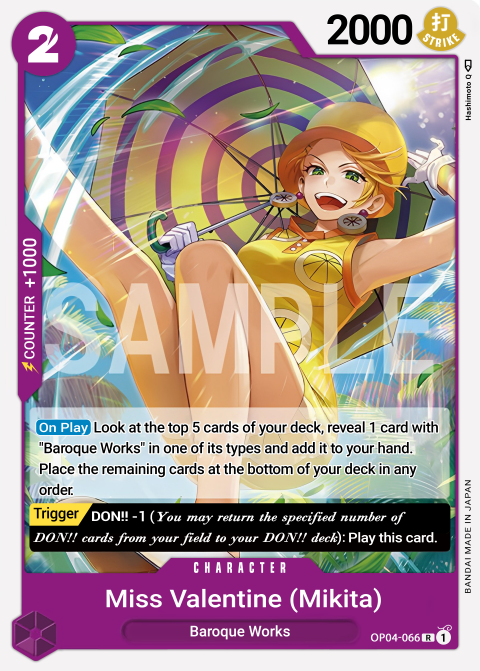 2
2000
打
STRIKE
Hashimoto Q
COUNTER +1000
SAMPLE
On Play Look at the top 5 cards of your deck, reveal 1 card with
"Baroque Works" in one of its types and add it to your hand.
Place the remaining cards at the bottom of your deck in any
order.
Trigger DON!! -1 (You may return the specified number of
DON!! cards from your field to your DON!! deck): Play this card.
BANDAI MADE IN JAPAN
CHARACTER
Miss Valentine (Mikita)
Baroque Works
OP04-066 R 1